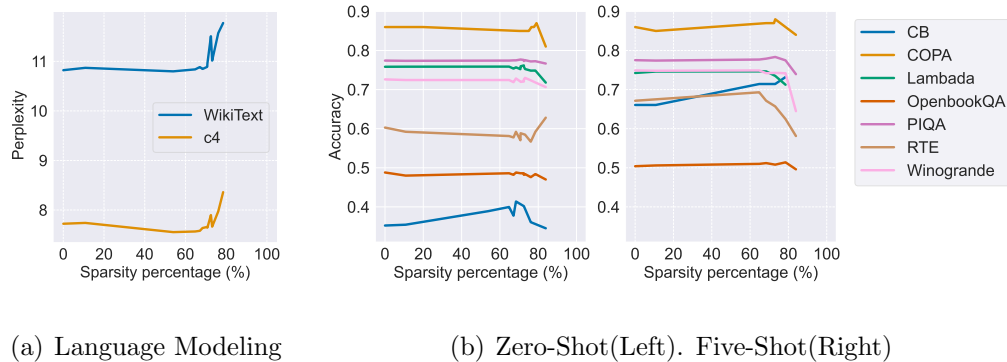 11
10
9
8
Perplexity
WikiText
c4
0 20 40 60 80 100
Sparsity percentage (%)
0.9
0.8
0.7
0.6
0.5
0.4
Accuracy
0 20 40 60 80 100
Sparsity percentage (%)
0.9
0.8
0.7
0.6
0.5
0.4
0 20 40 60 80 100
Sparsity percentage (%)
CB
COPA
Lambada
OpenbookQA
PIQA
RTE
Winogrande
(a) Language Modeling
(b) Zero-Shot(Left). Five-Shot(Right)